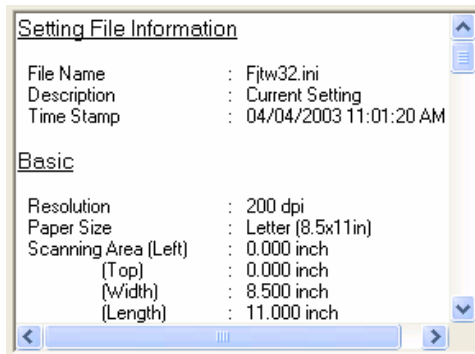 Setting File Information
File Name : Fjtw32.ini
Description : Current Setting
Time Stamp : 04/04/2003 11:01:20 AM
Basic
Resolution : 200 dpi
Paper Size : Letter (8.5x11in)
Scanning Area (Left) : 0.000 inch
(Top) : 0.000 inch
(Width) : 8.500 inch
(Length) : 11.000 inch